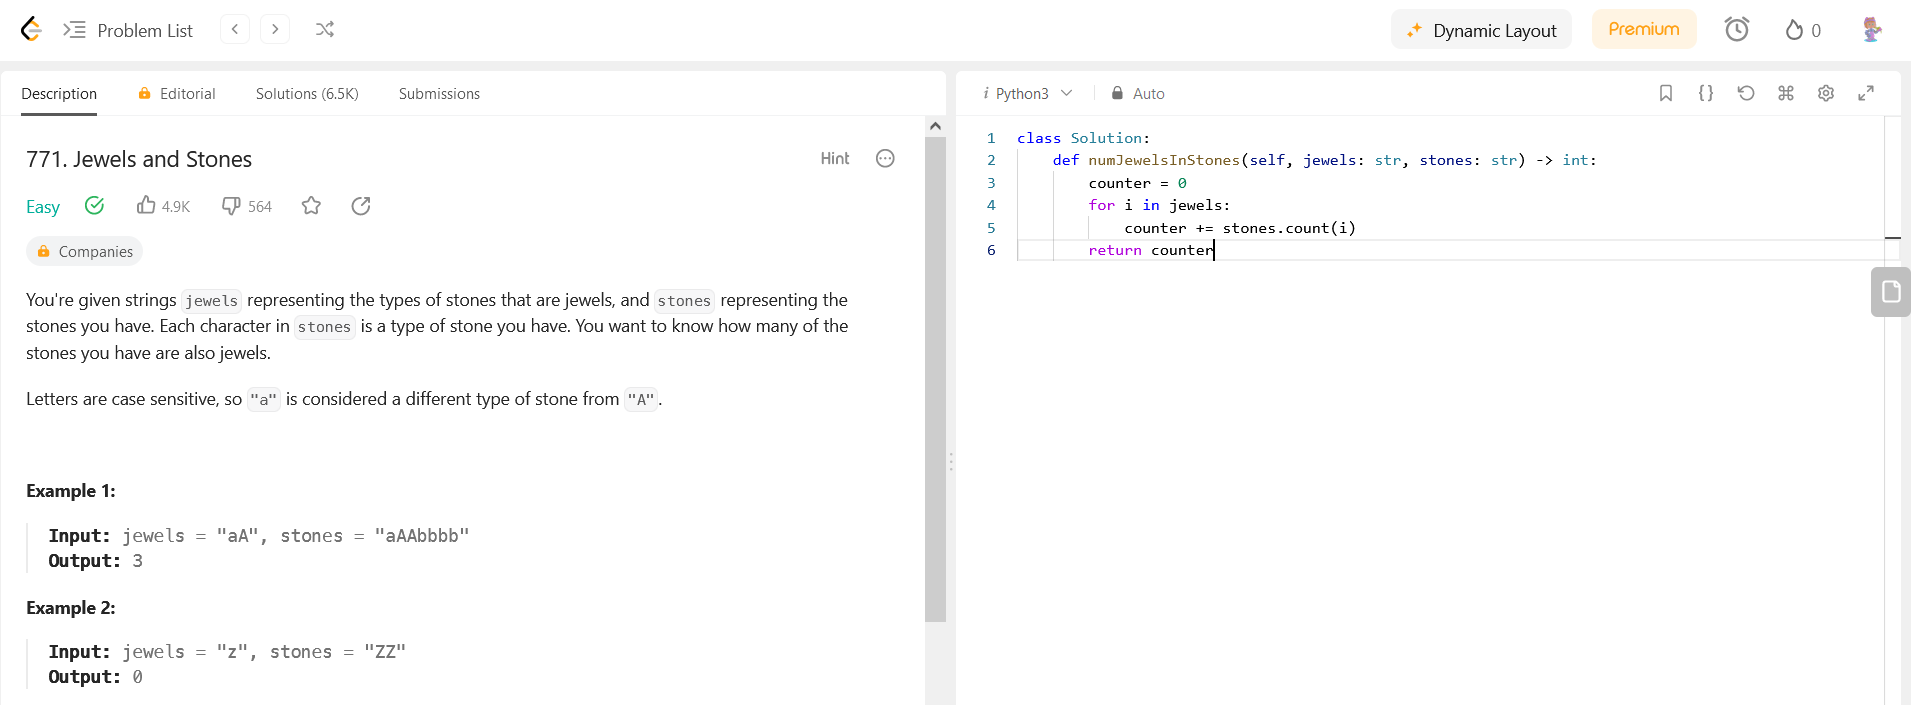 Problem List
Dynamic Layout
Premium
0
Description
Editorial
Solutions (6.5K)
Submissions
771. Jewels and Stones
Hint
Easy
4.9K
564
Companies
You're given strings jewels representing the types of stones that are jewels, and stones representing the
stones you have. Each character in stones is a type of stone you have. You want to know how many of the
stones you have are also jewels.
Letters are case sensitive, so "a" is considered a different type of stone from "A".
Example 1:
Input: jewels = "aA", stones = "aAAbbbb"
Output: 3
Example 2:
Input: jewels = "z", stones = "ZZ"
Output: 0
i Python3
Auto
1 class Solution:
2 def numJewelsInStones(self, jewels: str, stones: str) -> int:
3 counter = 0
4 for i in jewels:
5 counter += stones.count(i)
6 return counter